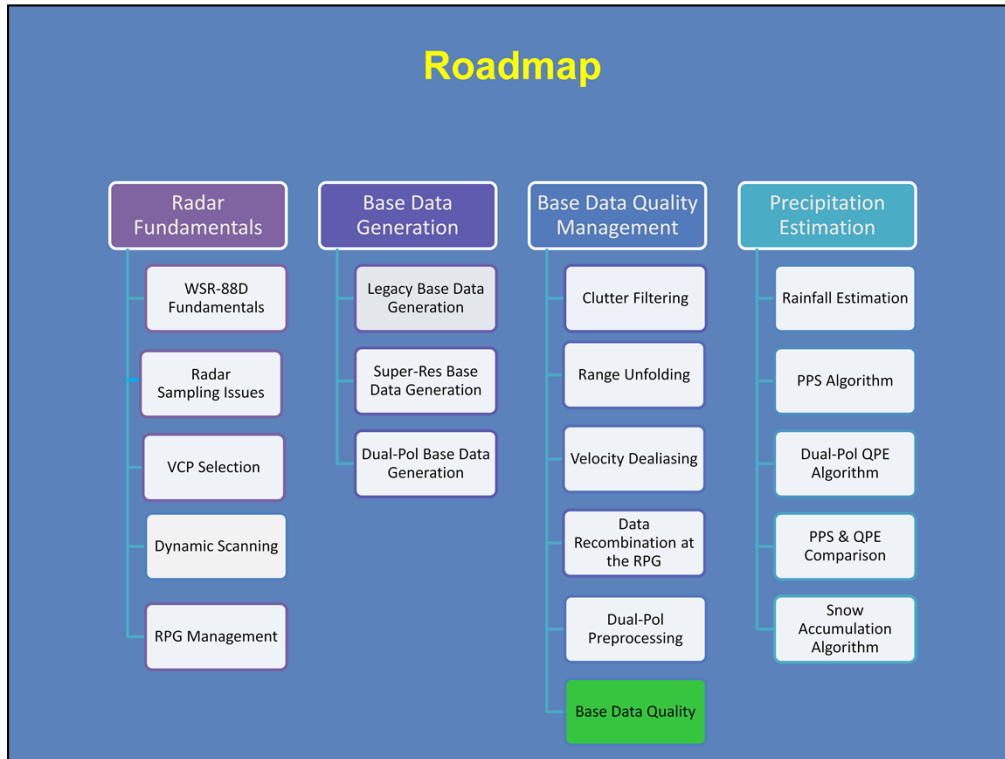 Roadmap
Radar
Fundamentals
WSR-88D
Fundamentals
Radar
Sampling Issues
VCP Selection
Dynamic Scanning
RPG Management
Base Data
Generation
Legacy Base Data
Generation
Super-Res Base
Data Generation
Dual-Pol Base Data
Generation
Base Data Quality
Management
Clutter Filtering
Range Unfolding
Velocity Dealiasing
Data
Recombination at
the RPG
Dual-Pol
Preprocessing
Base Data Quality
Precipitation
Estimation
Rainfall Estimation
PPS Algorithm
Dual-Pol QPE
Algorithm
PPS & QPE
Comparison
Snow
Accumulation
Algorithm